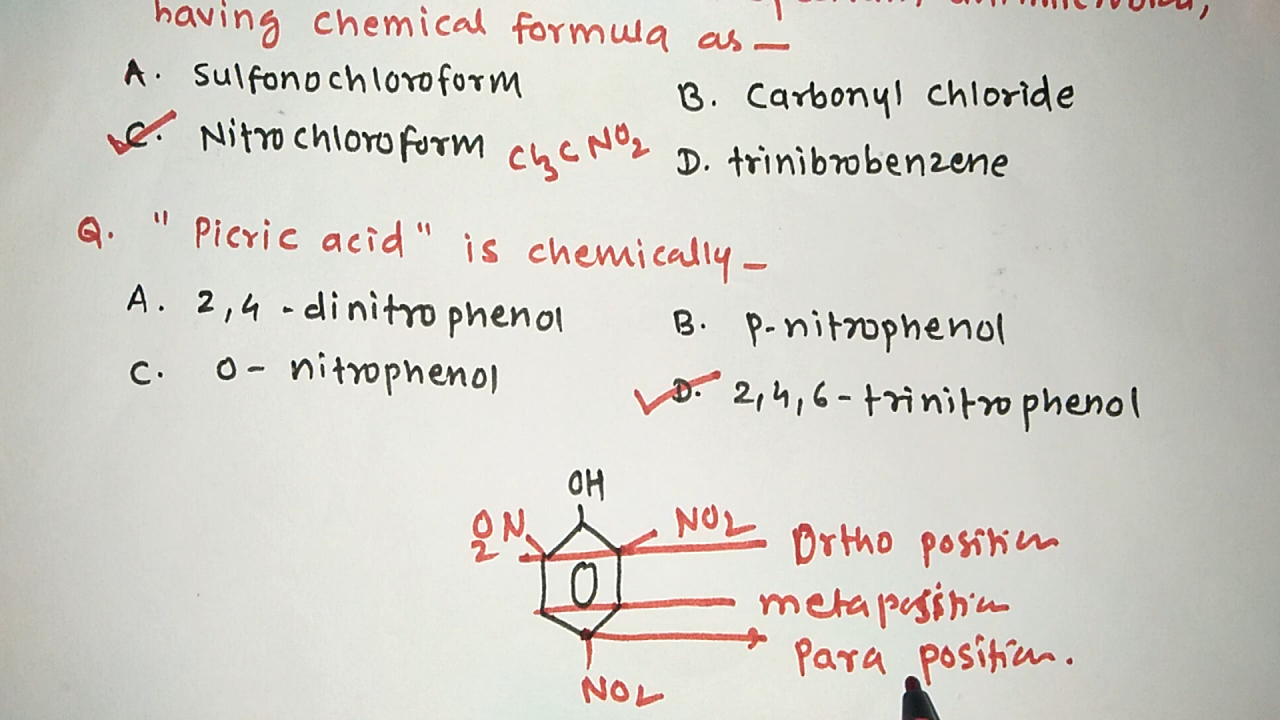 having chemical formula as -
A. Sulfonochloroform
B. Carbonyl chloride
C. Nitrochloroform Cl3CNO2
D. trinibrobenzene
Q. "Picric acid" is chemically -
A. 2,4-dinitrophenol
B. p-nitrophenol
C. O-nitrophenol
D. 2,4,6-trinitrophenol
OH
O2N
NO2
Ortho position
meta position
Para position.
NO2